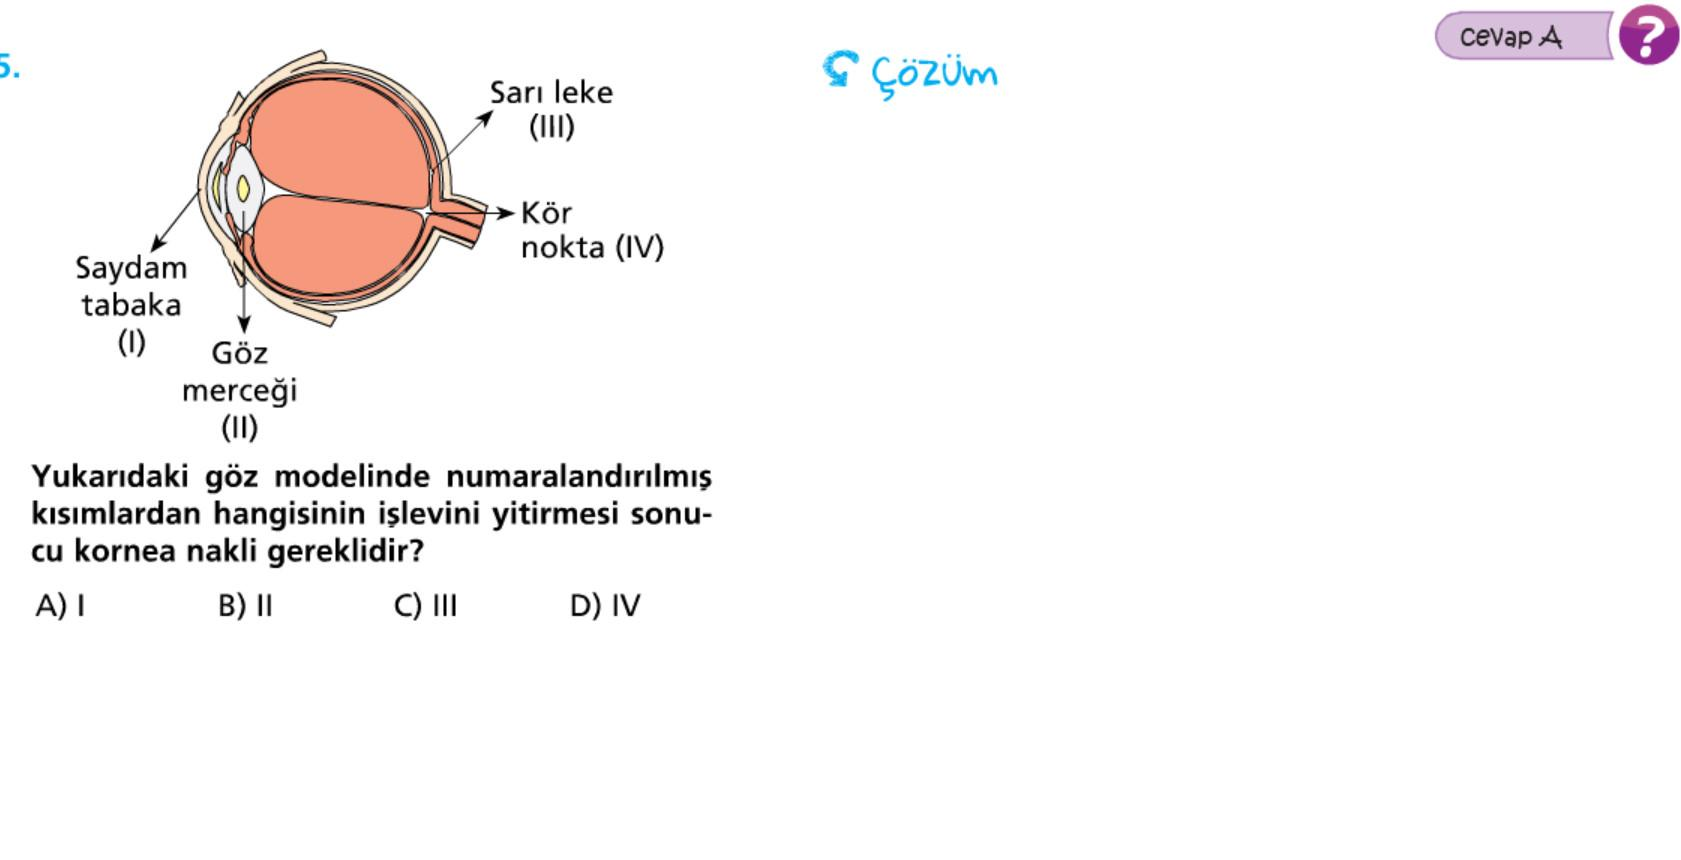 5.
Sarı leke
(III)
Kör
nokta (IV)
Saydam
tabaka
(I)
Göz
merceği
(II)
Yukarıdaki göz modelinde numaralandırılmış
kısımlardan hangisinin işlevini yitirmesi sonu-
cu kornea nakli gereklidir?
A) I B) II C) III D) IV
Çözüm
Cevap A ?